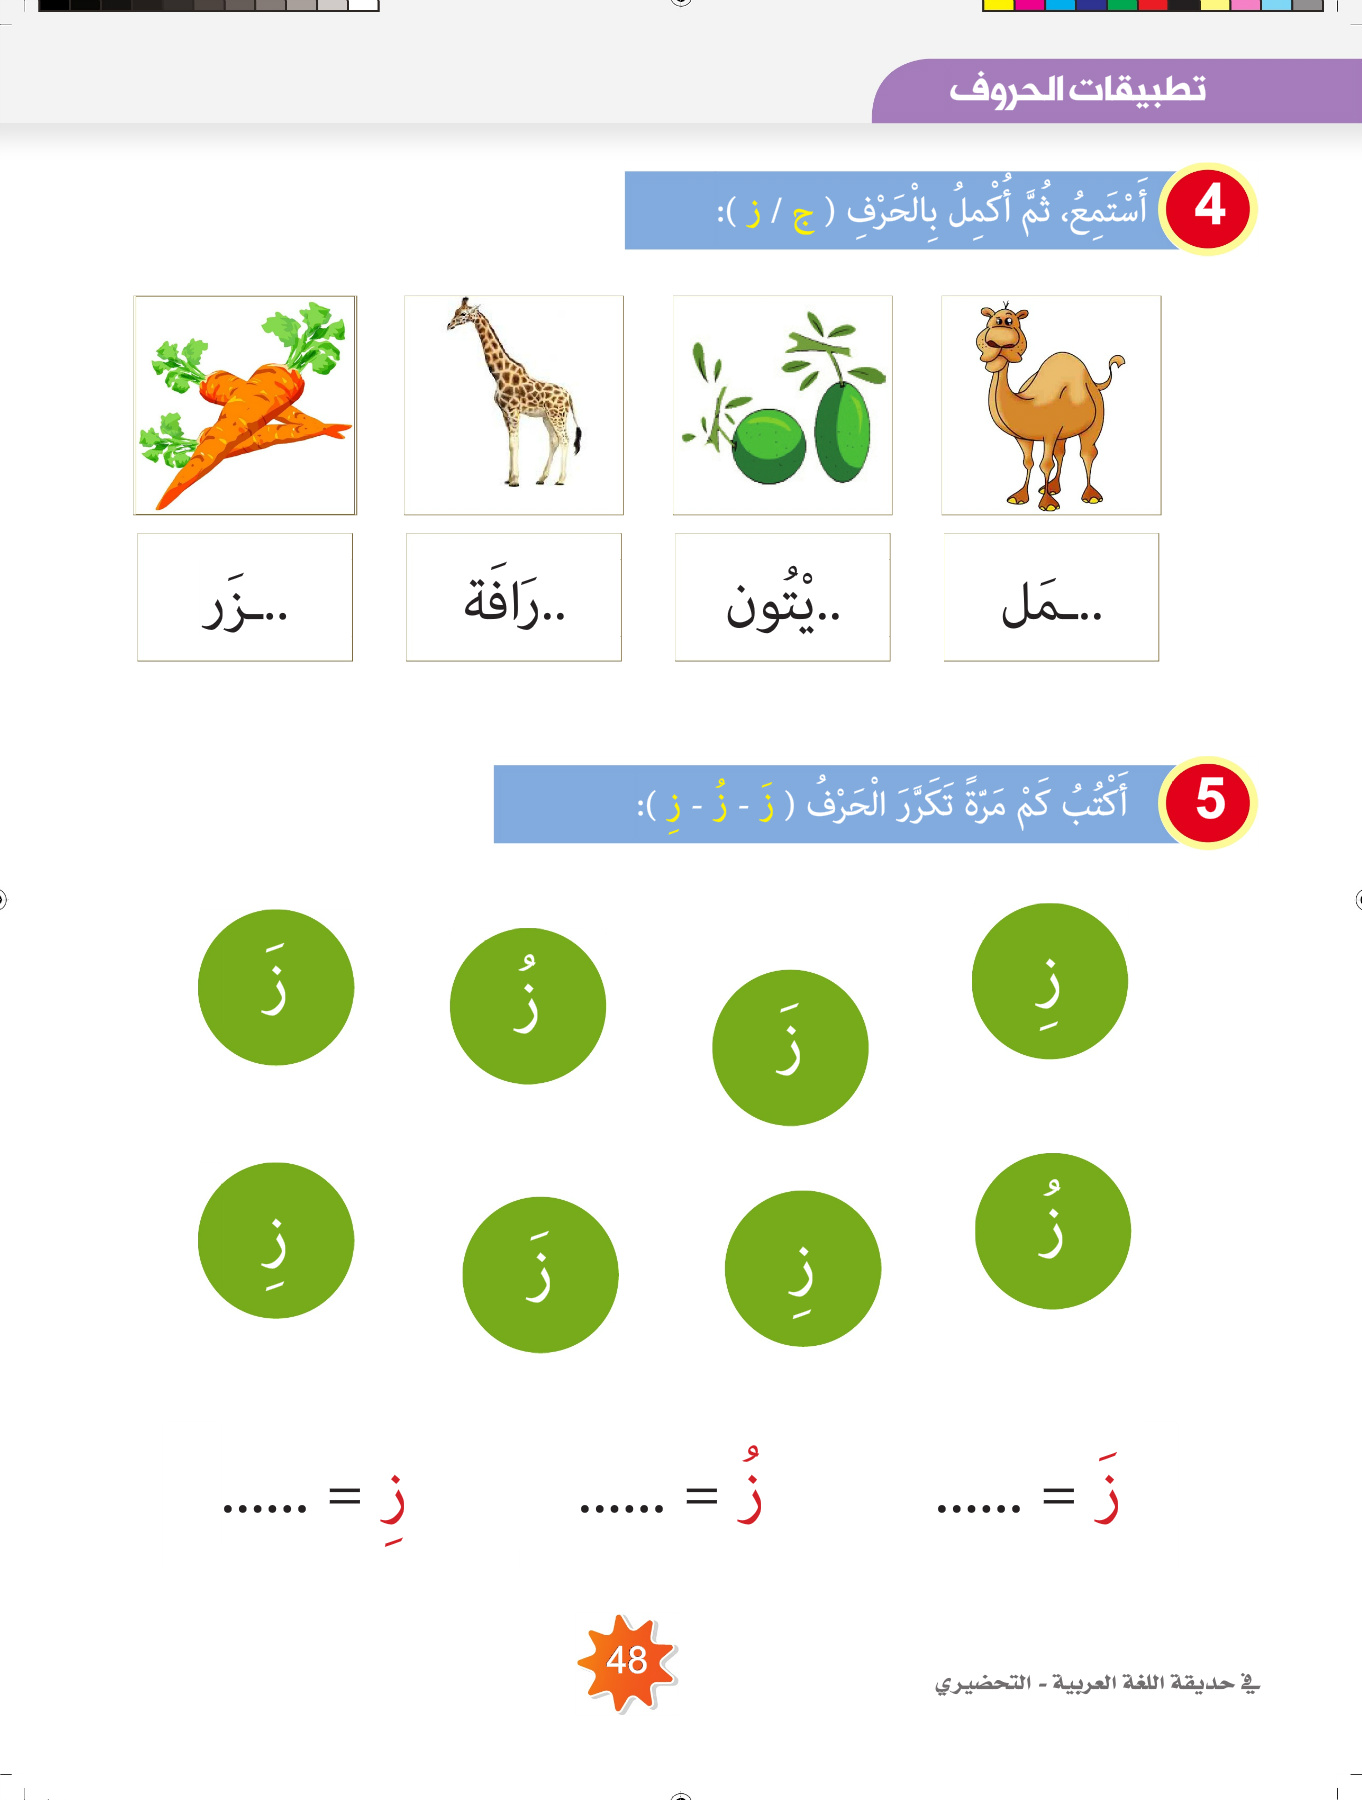 تطبيقات الحروف
4 أَسْتَمِعُ، ثُمَّ أُكْمِلُ بِالْحَرْفِ ( ج / ز ):
..ـمَل ..يْتُون ..رَافَة ..ـزَر
5 أَكْتُبُ كَمْ مَرّةً تَكَرَّرَ الْحَرْفُ ( زَ - زُ - زِ ):
زِ زَ زُ زَ
زُ زِ زَ زِ
زَ = ...... زُ = ...... زِ = ......
في حديقة اللغة العربية - التحضيري
48